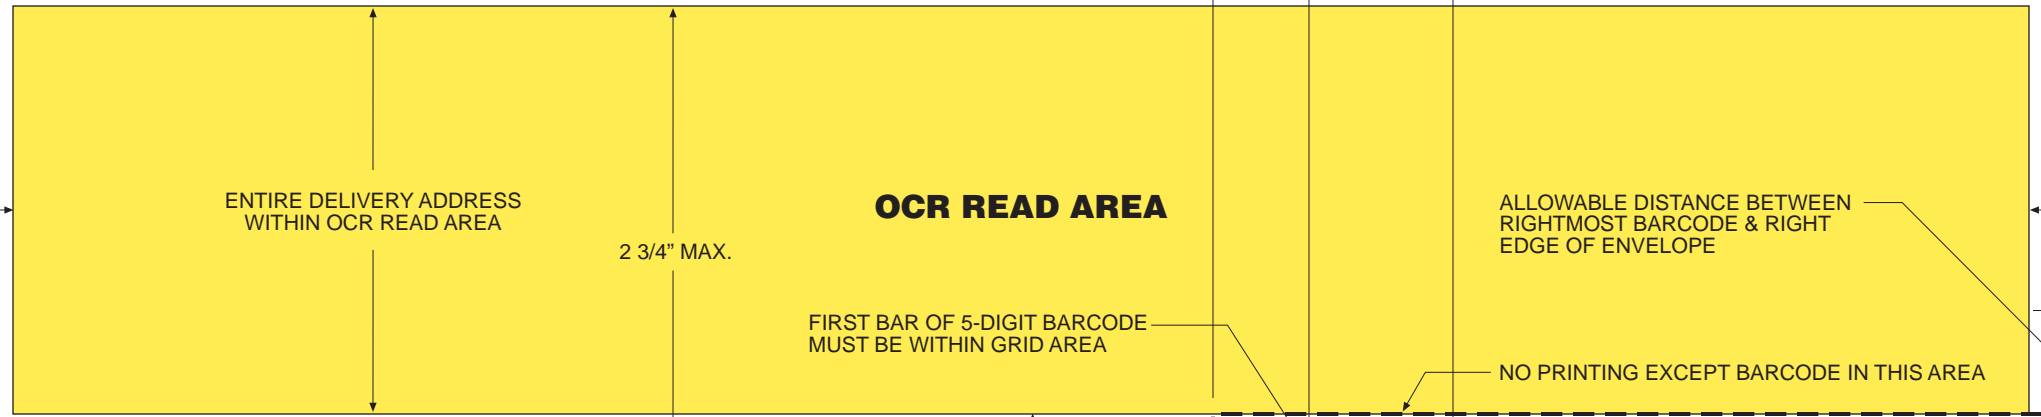 ENTIRE DELIVERY ADDRESS
WITHIN OCR READ AREA
2 3/4” MAX.
OCR READ AREA
FIRST BAR OF 5-DIGIT BARCODE
MUST BE WITHIN GRID AREA
ALLOWABLE DISTANCE BETWEEN
RIGHTMOST BARCODE & RIGHT
EDGE OF ENVELOPE
NO PRINTING EXCEPT BARCODE IN THIS AREA